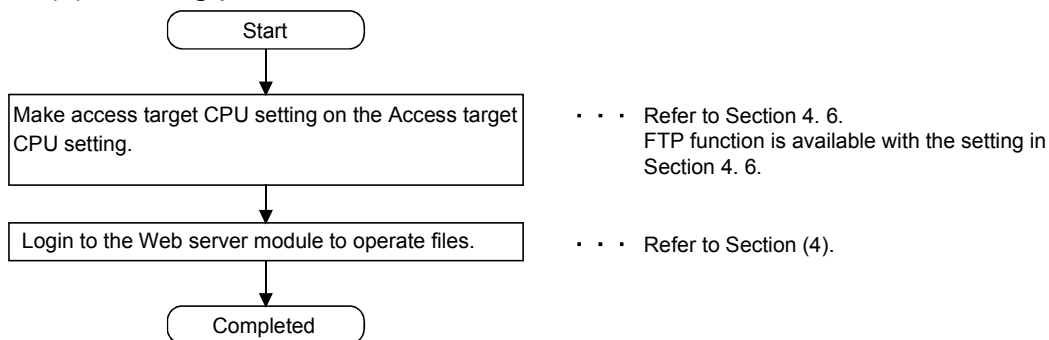 Start
Make access target CPU setting on the Access target
CPU setting.
· · · Refer to Section 4. 6.
FTP function is available with the setting in
Section 4. 6.
Login to the Web server module to operate files.
· · · Refer to Section (4).
Completed